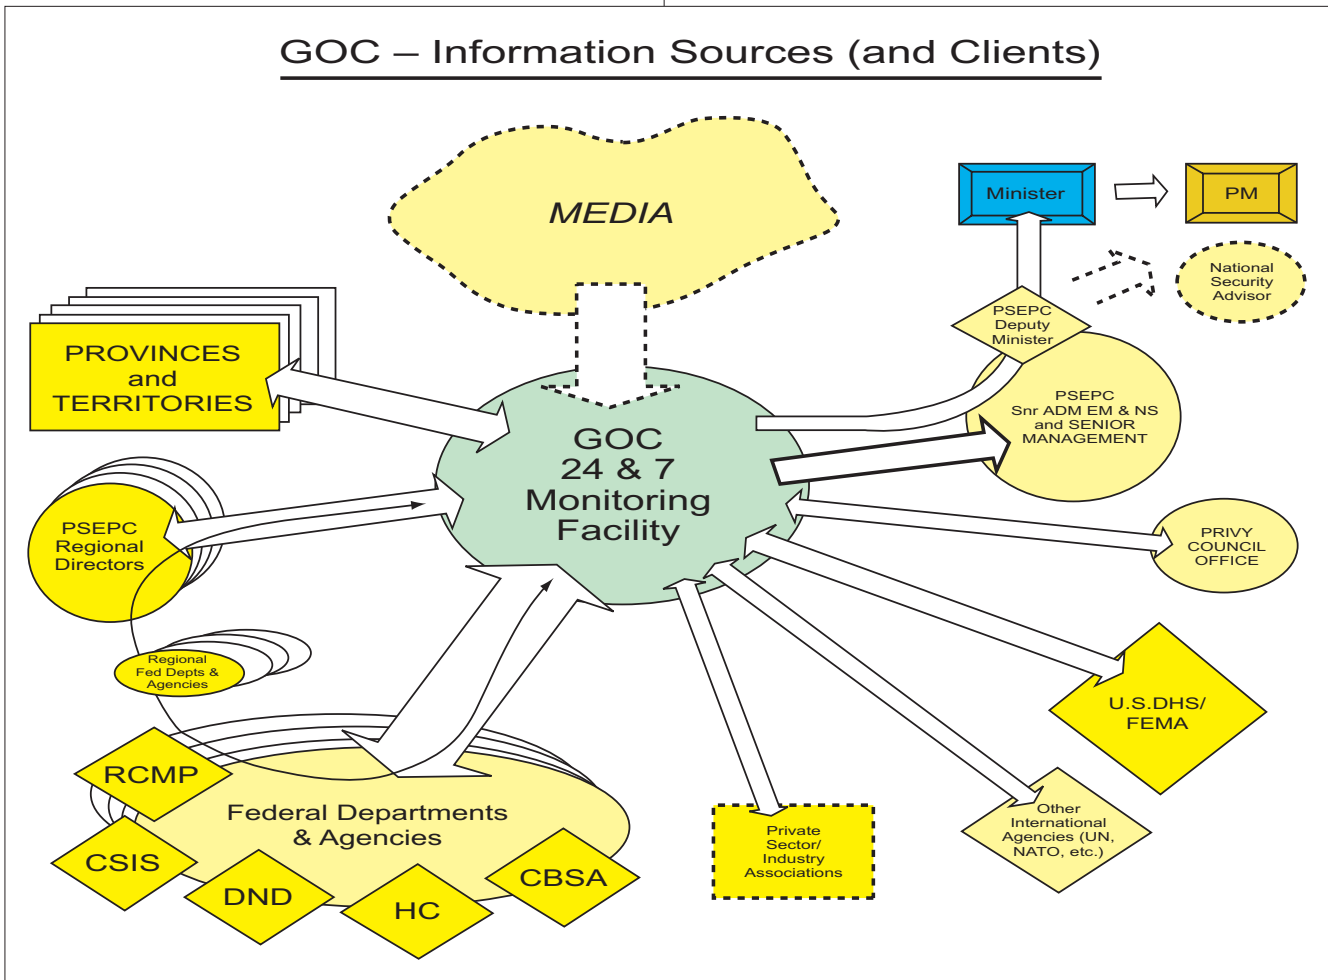 GOC – Information Sources (and Clients)
MEDIA
Minister
PM
National
Security
Advisor
PSEPC
Deputy
Minister
PROVINCES
and
TERRITORIES
PSEPC
Snr ADM EM & NS
and SENIOR
MANAGEMENT
GOC
24 & 7
Monitoring
Facility
PSEPC
Regional
Directors
PRIVY
COUNCIL
OFFICE
Regional
Fed Depts &
Agencies
U.S.DHS/
FEMA
RCMP
Federal Departments
& Agencies
CSIS
DND
HC
CBSA
Private
Sector/
Industry
Associations
Other
International
Agencies (UN,
NATO, etc.)